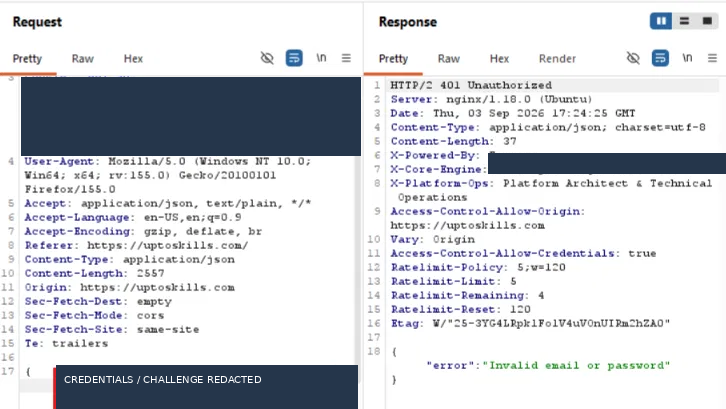 Request
Response
Pretty Raw Hex
\n
Pretty Raw Hex Render
\n
3
4 User-Agent: Mozilla/5.0 (Windows NT 10.0;
Win64; x64; rv:155.0) Gecko/20100101
Firefox/155.0
5 Accept: application/json, text/plain, */*
6 Accept-Language: en-US,en;q=0.9
7 Accept-Encoding: gzip, deflate, br
8 Referer: https://uptoskills.com/
9 Content-Type: application/json
10 Content-Length: 2557
11 Origin: https://uptoskills.com
12 Sec-Fetch-Dest: empty
13 Sec-Fetch-Mode: cors
14 Sec-Fetch-Site: same-site
15 Te: trailers
16
17 {
CREDENTIALS / CHALLENGE REDACTED
1 HTTP/2 401 Unauthorized
2 Server: nginx/1.18.0 (Ubuntu)
3 Date: Thu, 03 Sep 2026 17:24:25 GMT
4 Content-Type: application/json; charset=utf-8
5 Content-Length: 37
6 X-Powered-By:
7 X-Core-Engine:
8 X-Platform-Ops: Platform Architect & Technical
Operations
9 Access-Control-Allow-Origin:
https://uptoskills.com
10 Vary: Origin
11 Access-Control-Allow-Credentials: true
12 Ratelimit-Policy: 5;w=120
13 Ratelimit-Limit: 5
14 Ratelimit-Remaining: 4
15 Ratelimit-Reset: 120
16 Etag:
17
18 {
"error":"Invalid email or password"
}